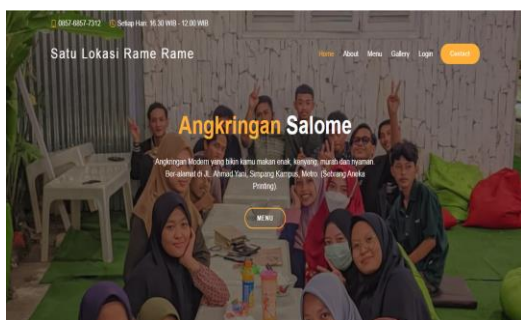 0857-6857-7312 Setiap Hari 16.30 WIB - 12.00 WIB
Satu Lokasi Rame Rame
Home About Menu Gallery Login Contact
Angkringan Salome
Angkringan Modern yang bikin kamu makan enak, kenyang, murah dan nyaman.
Ber-alamat di JL. Ahmad Yani, Simpang Kampus, Metro. (Sebrang Aneka
Printing).
MENU